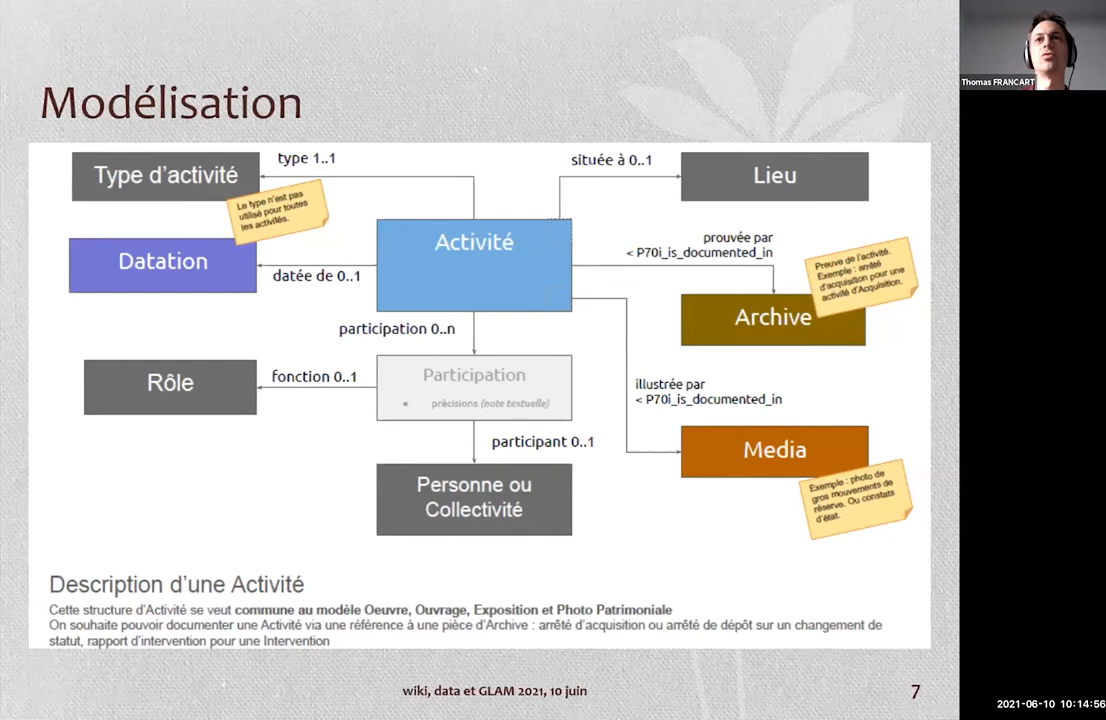 Modélisation
Thomas FRANCART
Type d'activité
type 1..1
située à 0..1
Lieu
Le type n'est pas
utilisé pour toutes
les activités.
Activité
prouvée par
< P70i_is_documented_in
Preuve de l'activité.
Exemple : arrêté
d'acquisition pour une
activité d'Acquisition.
Datation
datée de 0..1
Archive
participation 0..n
Rôle
fonction 0..1
Participation
• précisions (note textuelle)
illustrée par
< P70i_is_documented_in
participant 0..1
Media
Exemple : photo de
gros mouvements de
réserve. Ou constats
d'état.
Personne ou
Collectivité
Description d'une Activité
Cette structure d'Activité se veut commune au modèle Oeuvre, Ouvrage, Exposition et Photo Patrimoniale
On souhaite pouvoir documenter une Activité via une référence à une pièce d'Archive : arrêté d'acquisition ou arrêté de dépôt sur un changement de
statut, rapport d'intervention pour une Intervention
wiki, data et GLAM 2021, 10 juin
7
2021-06-10 10:14:56